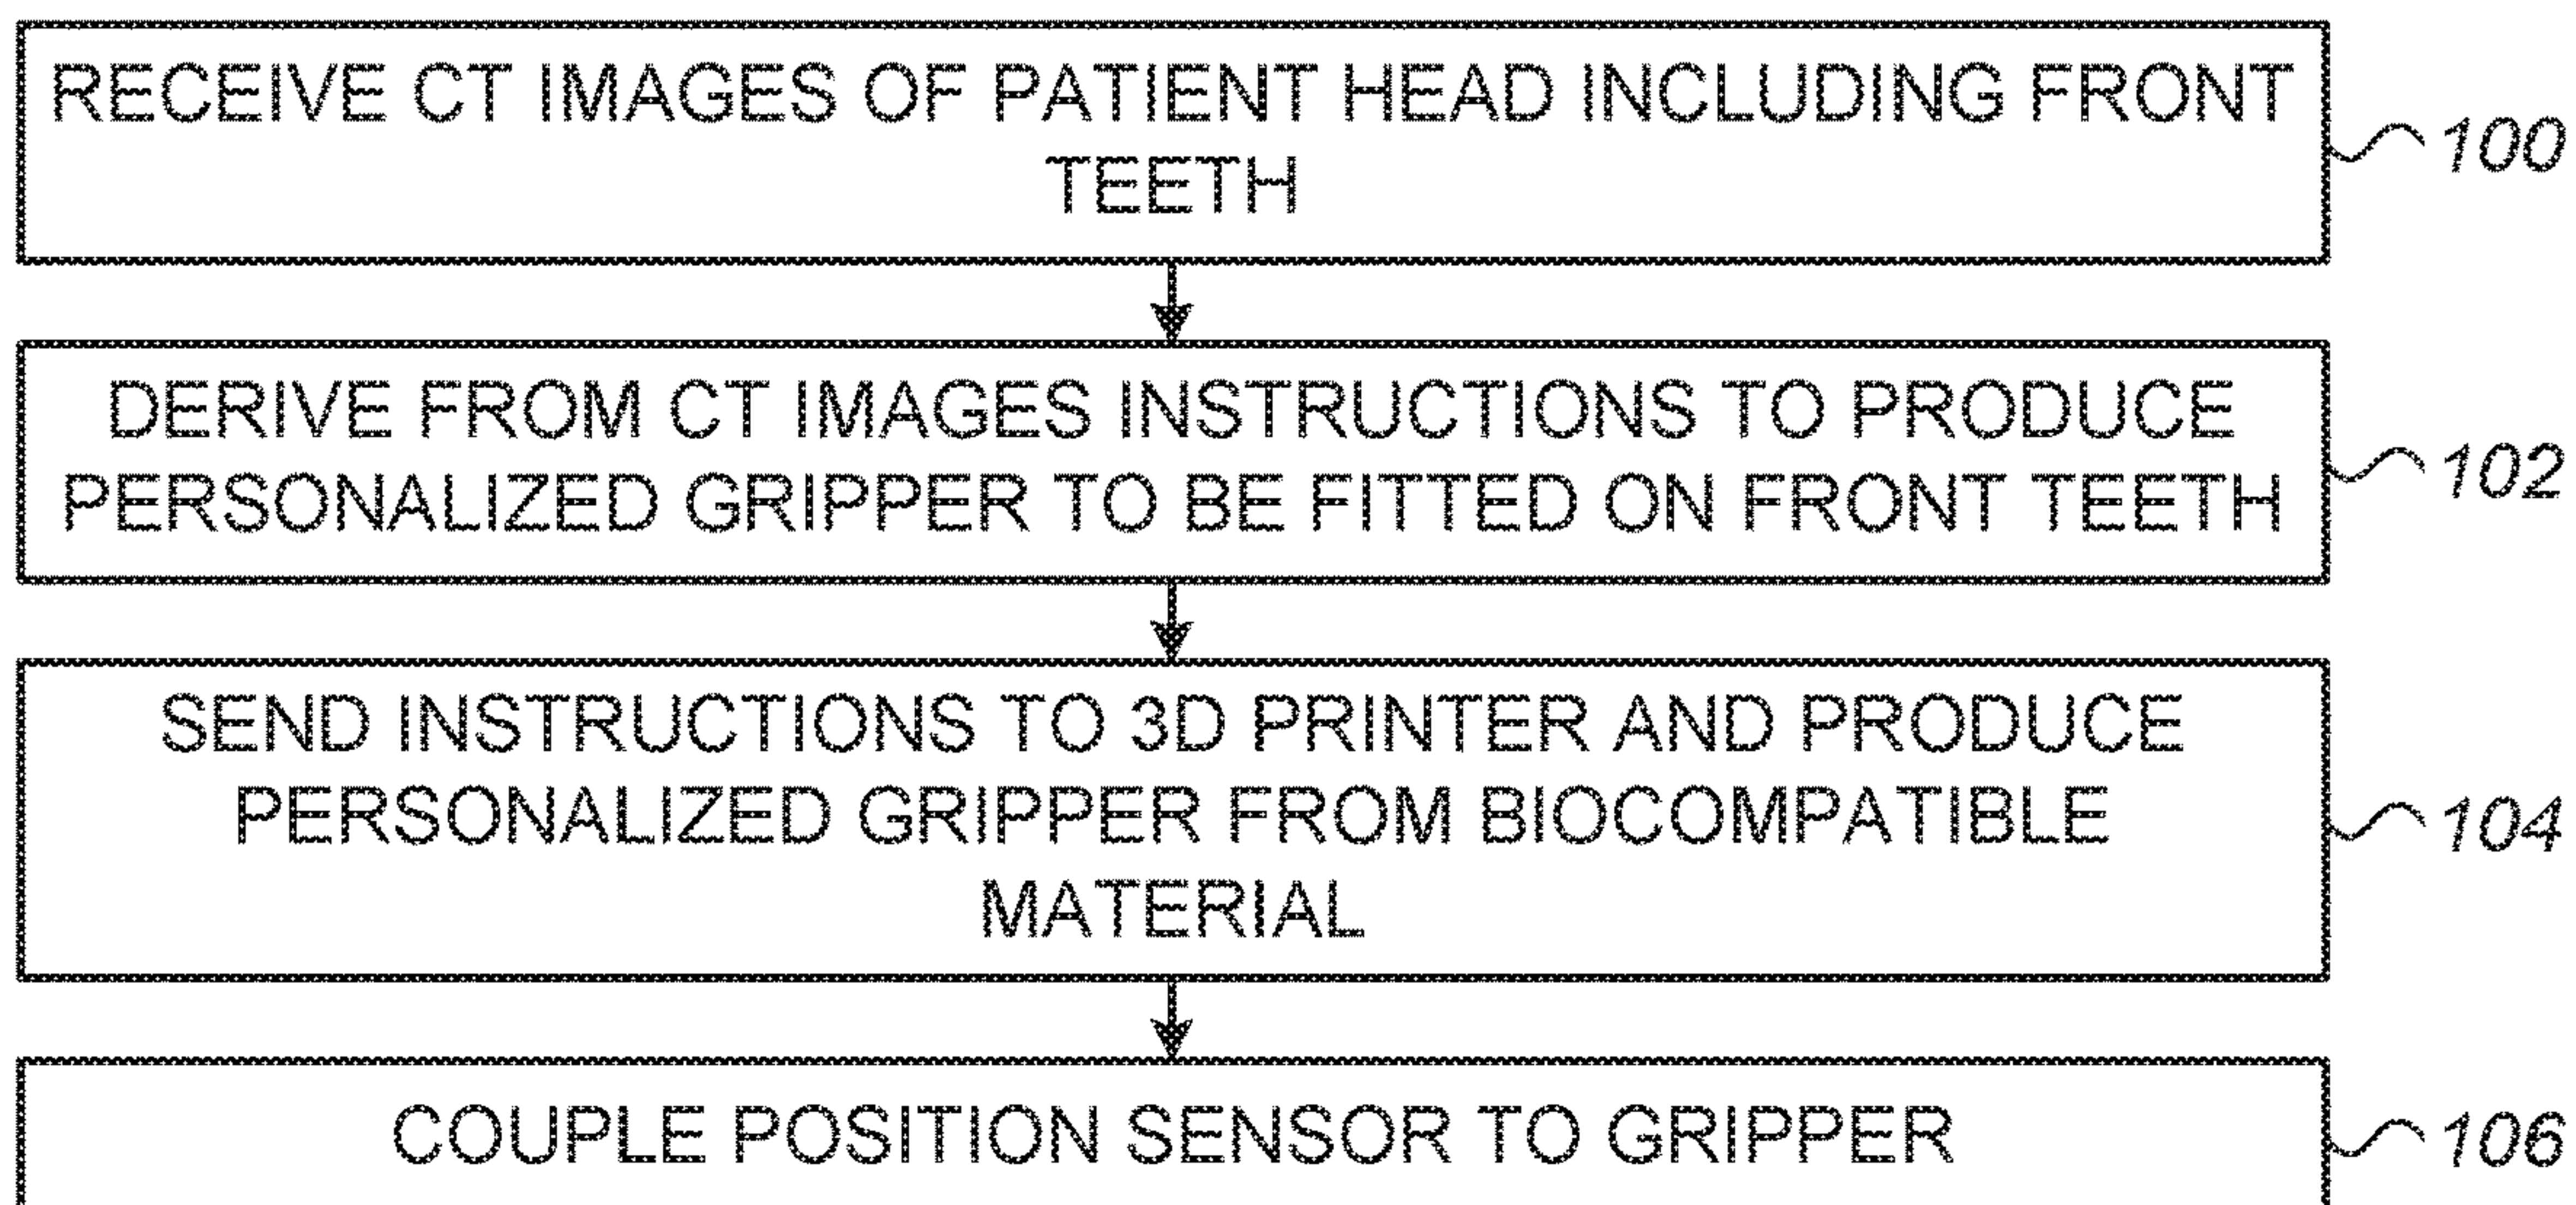 RECEIVE CT IMAGES OF PATIENT HEAD INCLUDING FRONT
TEETH
100
DERIVE FROM CT IMAGES INSTRUCTIONS TO PRODUCE
PERSONALIZED GRIPPER TO BE FITTED ON FRONT TEETH
102
SEND INSTRUCTIONS TO 3D PRINTER AND PRODUCE
PERSONALIZED GRIPPER FROM BIOCOMPATIBLE
MATERIAL
104
COUPLE POSITION SENSOR TO GRIPPER
106